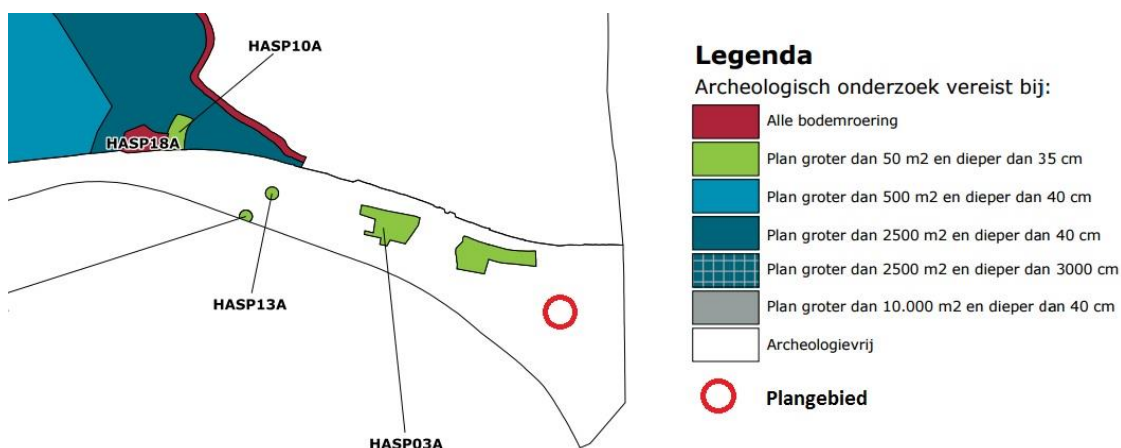 HASP10A
HASP18A
HASP13A
HASP03A
Legenda
Archeologisch onderzoek vereist bij:
Alle bodemroering
Plan groter dan 50 m2 en dieper dan 35 cm
Plan groter dan 500 m2 en dieper dan 40 cm
Plan groter dan 2500 m2 en dieper dan 40 cm
Plan groter dan 2500 m2 en dieper dan 3000 cm
Plan groter dan 10.000 m2 en dieper dan 40 cm
Archeologievrij
Plangebied